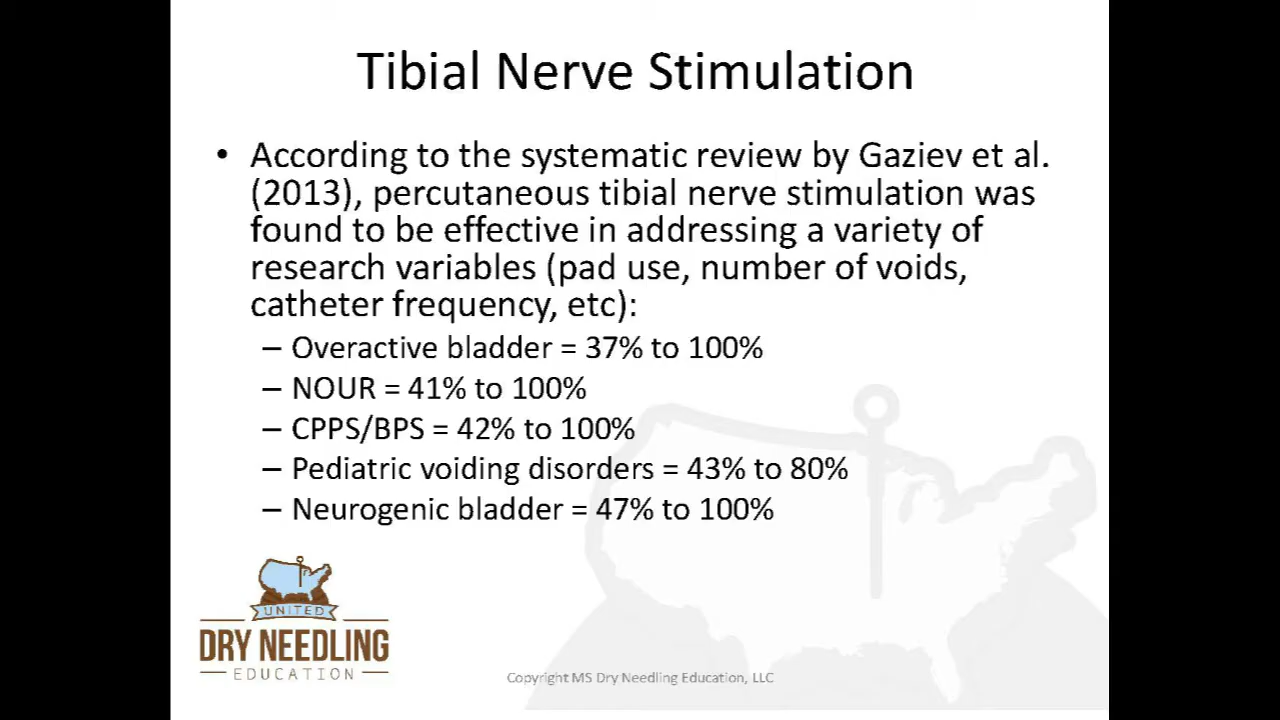 Tibial Nerve Stimulation
• According to the systematic review by Gaziev et al.
(2013), percutaneous tibial nerve stimulation was
found to be effective in addressing a variety of
research variables (pad use, number of voids,
catheter frequency, etc):
– Overactive bladder = 37% to 100%
– NOUR = 41% to 100%
– CPPS/BPS = 42% to 100%
– Pediatric voiding disorders = 43% to 80%
– Neurogenic bladder = 47% to 100%
UNITED
DRY NEEDLING
EDUCATION
Copyright MS Dry Needling Education, LLC